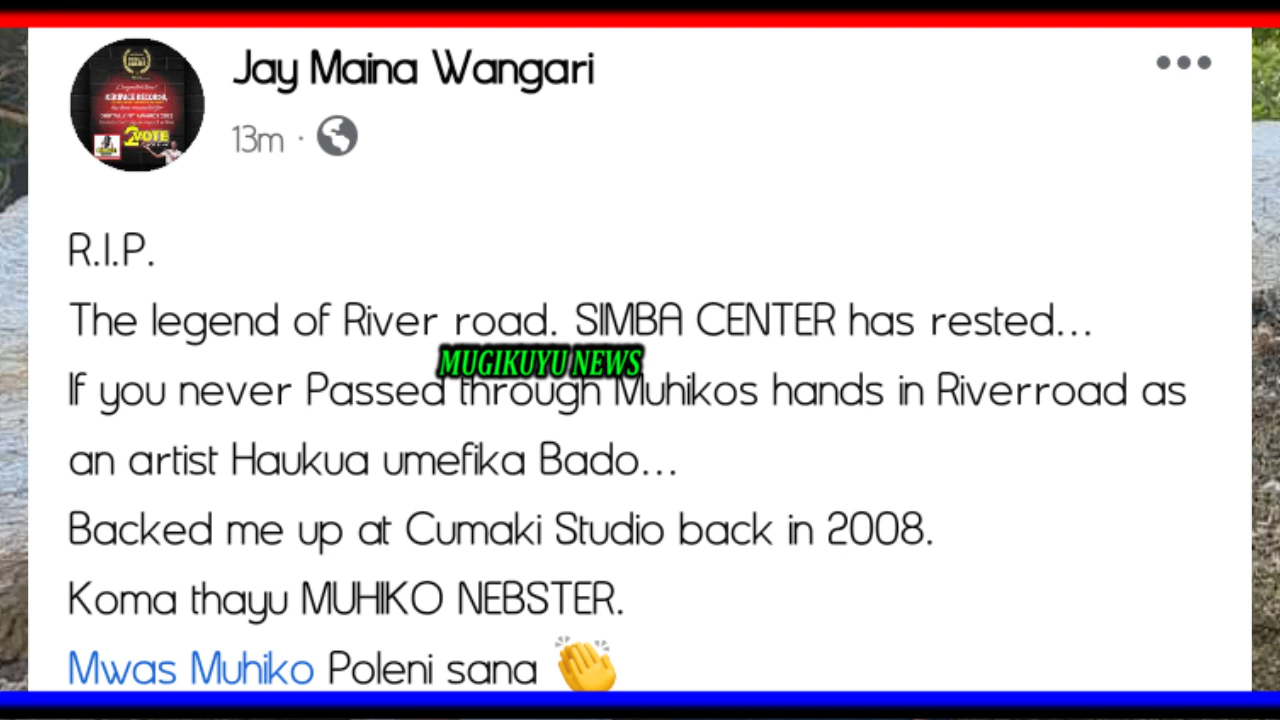 Jay Maina Wangari
13m ·
R.I.P.
The legend of River road. SIMBA CENTER has rested...
MUGIKUYU NEWS
If you never Passed through Muhikos hands in Riverroad as
an artist Haukua umefika Bado...
Backed me up at Cumaki Studio back in 2008.
Koma thayu MUHIKO NEBSTER.
Mwas Muhiko Poleni sana 👏